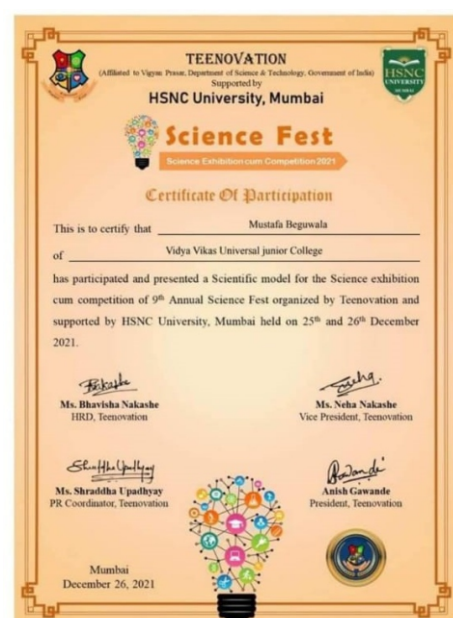 TEENOVATION
(Affiliated to Vigyan Prasar, Department of Science & Technology, Government of India)
Supported by
HSNC University, Mumbai
HSNC
UNIVERSITY
MUMBAI
Science Fest
Science Exhibition cum Competition 2021
Certificate Of Participation
This is to certify that Mustafa Beguwala
of Vidya Vikas Universal junior College
has participated and presented a Scientific model for the Science exhibition
cum competition of 9th Annual Science Fest organized by Teenovation and
supported by HSNC University, Mumbai held on 25th and 26th December
2021.
Ms. Bhavisha Nakashe
HRD, Teenovation
Ms. Neha Nakashe
Vice President, Teenovation
Shraddha Upadhyay
Ms. Shraddha Upadhyay
PR Coordinator, Teenovation
Anish Gawande
President, Teenovation
Mumbai
December 26, 2021